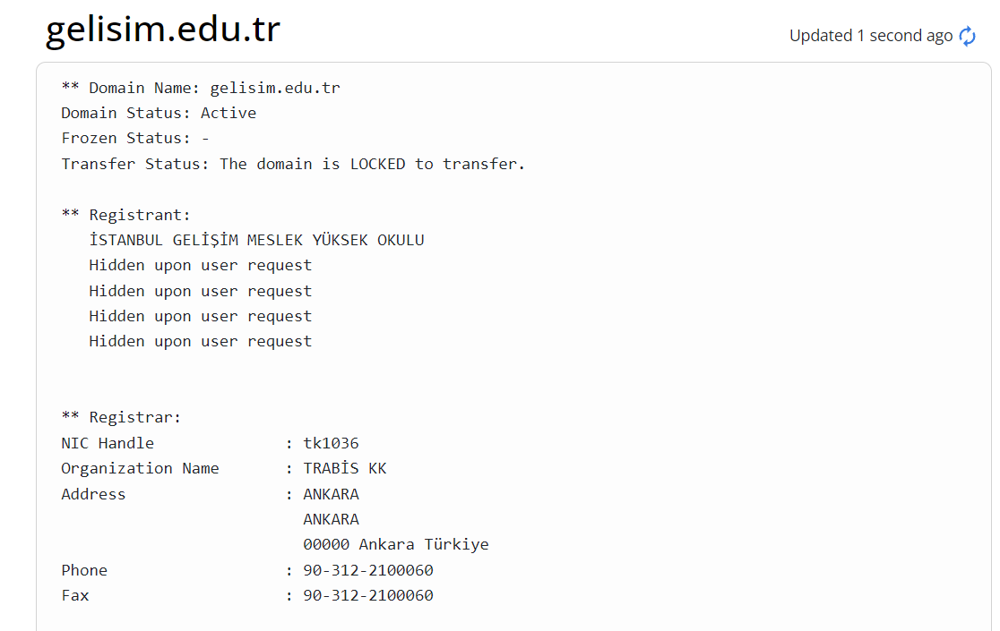 gelisim.edu.tr
Updated 1 second ago
** Domain Name: gelisim.edu.tr
Domain Status: Active
Frozen Status: -
Transfer Status: The domain is LOCKED to transfer.
** Registrant:
İSTANBUL GELİŞİM MESLEK YÜKSEK OKULU
Hidden upon user request
Hidden upon user request
Hidden upon user request
Hidden upon user request
** Registrar:
NIC Handle : tk1036
Organization Name : TRABİS KK
Address : ANKARA
ANKARA
00000 Ankara Türkiye
Phone : 90-312-2100060
Fax : 90-312-2100060